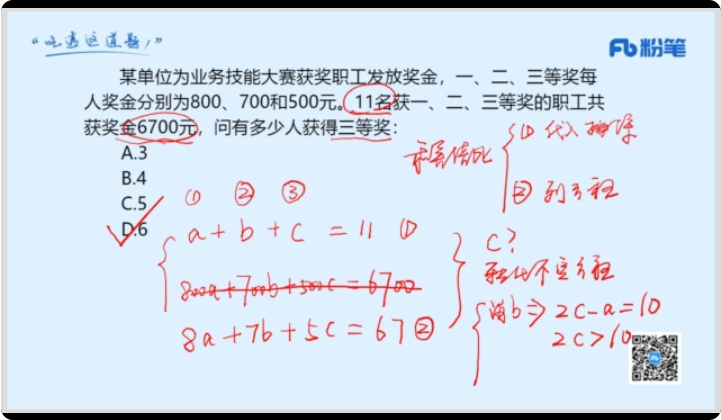 “吃透这道题！”
粉笔
某单位为业务技能大赛获奖职工发放奖金，一、二、三等奖每
人奖金分别为800、700和500元。11名获一、二、三等奖的职工共
获奖金6700元，问有多少人获得三等奖：
A.3
B.4
C.5
D.6
① 代入排除
② 列方程
① ② ③
a + b + c = 11 ①
800a+700b+500c=6700
8a+7b+5c=67 ②
c?
转化不定方程
消b⇒2c-a=10
2c>10